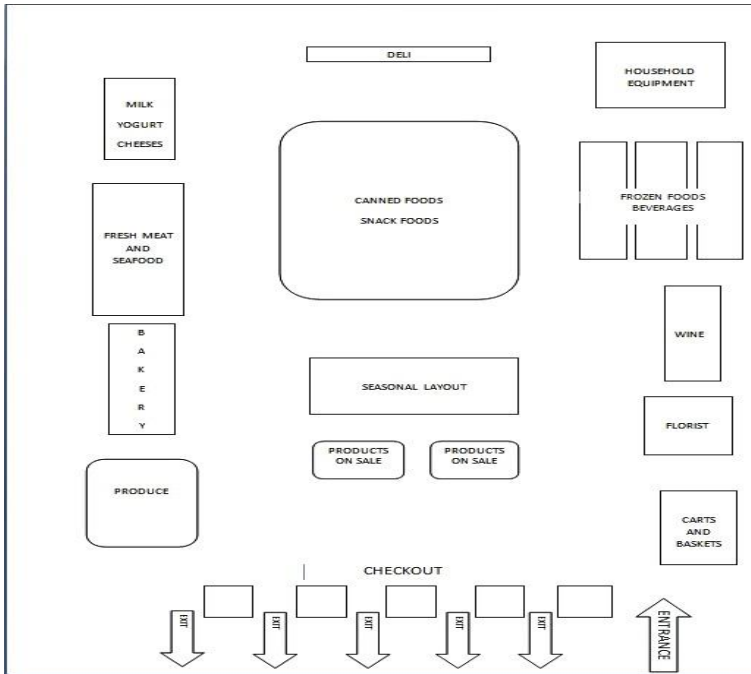 DELI
HOUSEHOLD
EQUIPMENT
MILK
YOGURT
CHEESES
CANNED FOODS
SNACK FOODS
FROZEN FOODS
BEVERAGES
FRESH MEAT
AND
SEAFOOD
B
A
K
E
R
Y
WINE
SEASONAL LAYOUT
FLORIST
PRODUCTS
ON SALE
PRODUCTS
ON SALE
PRODUCE
CARTS
AND
BASKETS
CHECKOUT
EXIT
EXIT
EXIT
EXIT
EXIT
ENTRANCE